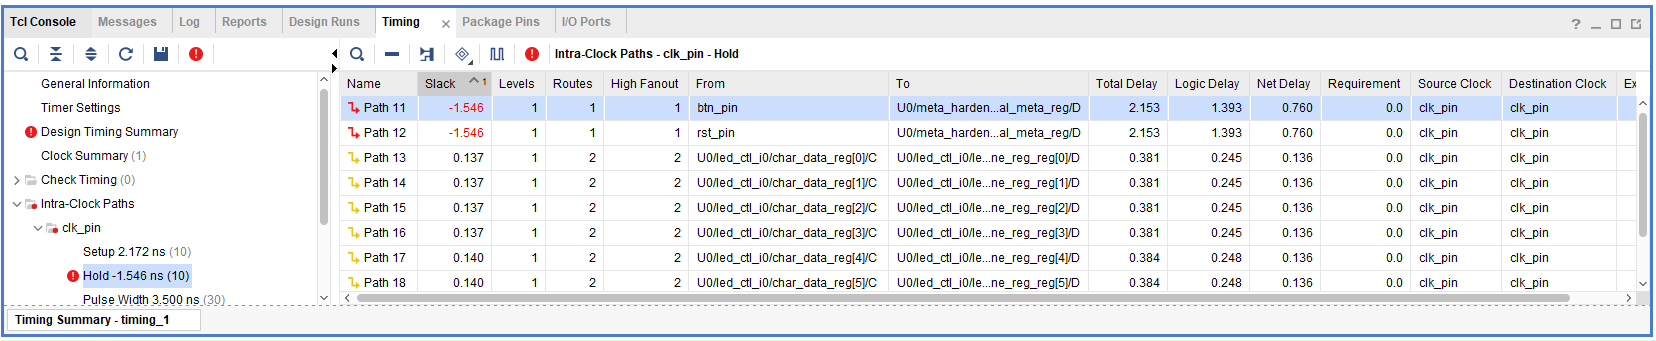 Tcl Console Messages Log Reports Design Runs Timing × Package Pins I/O Ports ?
Intra-Clock Paths - clk_pin - Hold
General Information
Timer Settings
Design Timing Summary
Clock Summary (1)
Check Timing (0)
Intra-Clock Paths
clk_pin
Setup 2.172 ns (10)
Hold -1.546 ns (10)
Pulse Width 3.500 ns (30)
Name Slack 1 Levels Routes High Fanout From To Total Delay Logic Delay Net Delay Requirement Source Clock Destination Clock Ex
Path 11 -1.546 1 1 1 btn_pin U0/meta_harden...al_meta_reg/D 2.153 1.393 0.760 0.0 clk_pin clk_pin
Path 12 -1.546 1 1 1 rst_pin U0/meta_harden...al_meta_reg/D 2.153 1.393 0.760 0.0 clk_pin clk_pin
Path 13 0.137 1 2 2 U0/led_ctl_i0/char_data_reg[0]/C U0/led_ctl_i0/le...ne_reg_reg[0]/D 0.381 0.245 0.136 0.0 clk_pin clk_pin
Path 14 0.137 1 2 2 U0/led_ctl_i0/char_data_reg[1]/C U0/led_ctl_i0/le...ne_reg_reg[1]/D 0.381 0.245 0.136 0.0 clk_pin clk_pin
Path 15 0.137 1 2 2 U0/led_ctl_i0/char_data_reg[2]/C U0/led_ctl_i0/le...ne_reg_reg[2]/D 0.381 0.245 0.136 0.0 clk_pin clk_pin
Path 16 0.137 1 2 2 U0/led_ctl_i0/char_data_reg[3]/C U0/led_ctl_i0/le...ne_reg_reg[3]/D 0.381 0.245 0.136 0.0 clk_pin clk_pin
Path 17 0.140 1 2 2 U0/led_ctl_i0/char_data_reg[4]/C U0/led_ctl_i0/le...ne_reg_reg[4]/D 0.384 0.248 0.136 0.0 clk_pin clk_pin
Path 18 0.140 1 2 2 U0/led_ctl_i0/char_data_reg[5]/C U0/led_ctl_i0/le...ne_reg_reg[5]/D 0.384 0.248 0.136 0.0 clk_pin clk_pin
Timing Summary - timing_1